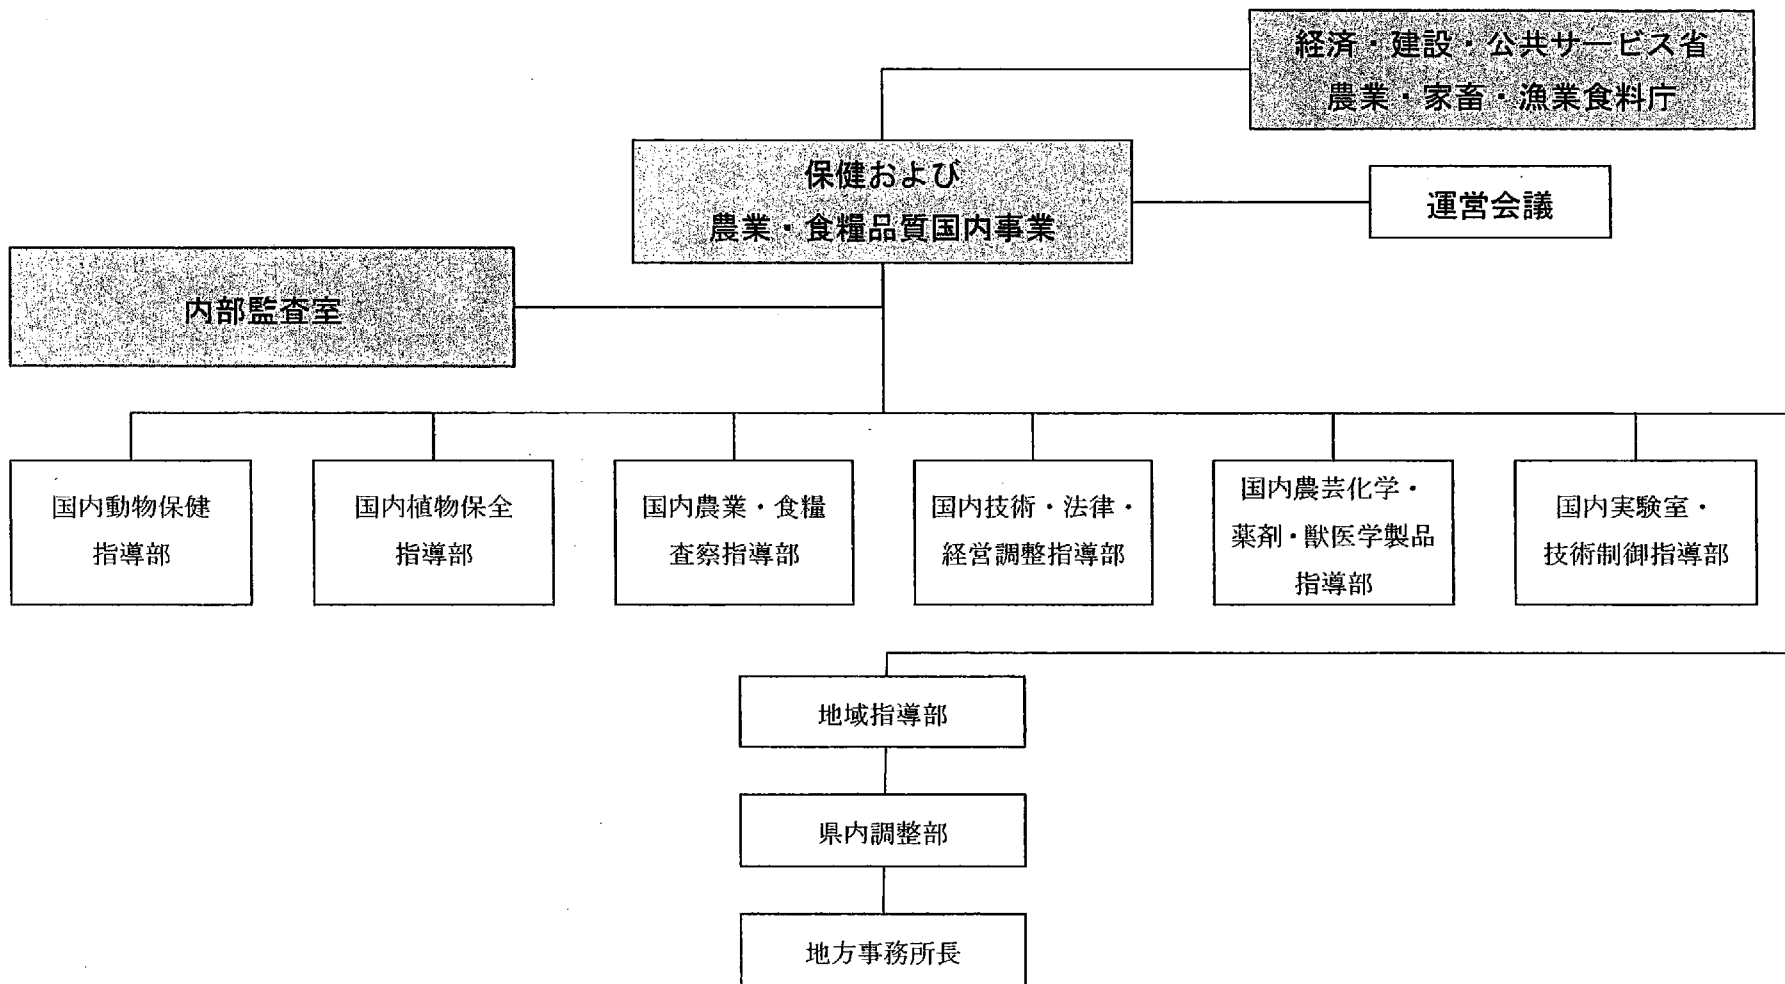 経済・建設・公共サービス省
農業・家畜・漁業食料庁
保健および
農業・食糧品質国内事業
運営会議
内部監査室
国内動物保健
指導部
国内植物保全
指導部
国内農業・食糧
査察指導部
国内技術・法律・
経営調整指導部
国内農芸化学・
薬剤・獣医学製品
指導部
国内実験室・
技術制御指導部
地域指導部
県内調整部
地方事務所長